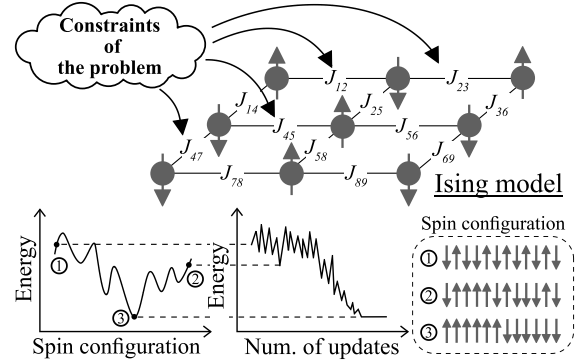 Constraints
of
the problem
J12
J23
J14
J25
J36
J45
J56
J47
J58
J69
J78
J89
Ising model
Energy
①
②
③
Spin configuration
Energy
Num. of updates
Spin configuration
① ↓↑↓↓↑↓↑↓↑↓↑↓
② ↓↑↑↑↑↓↑↓↓↓↑↓
③ ↑↑↑↑↑↑↓↓↓↓↓↓